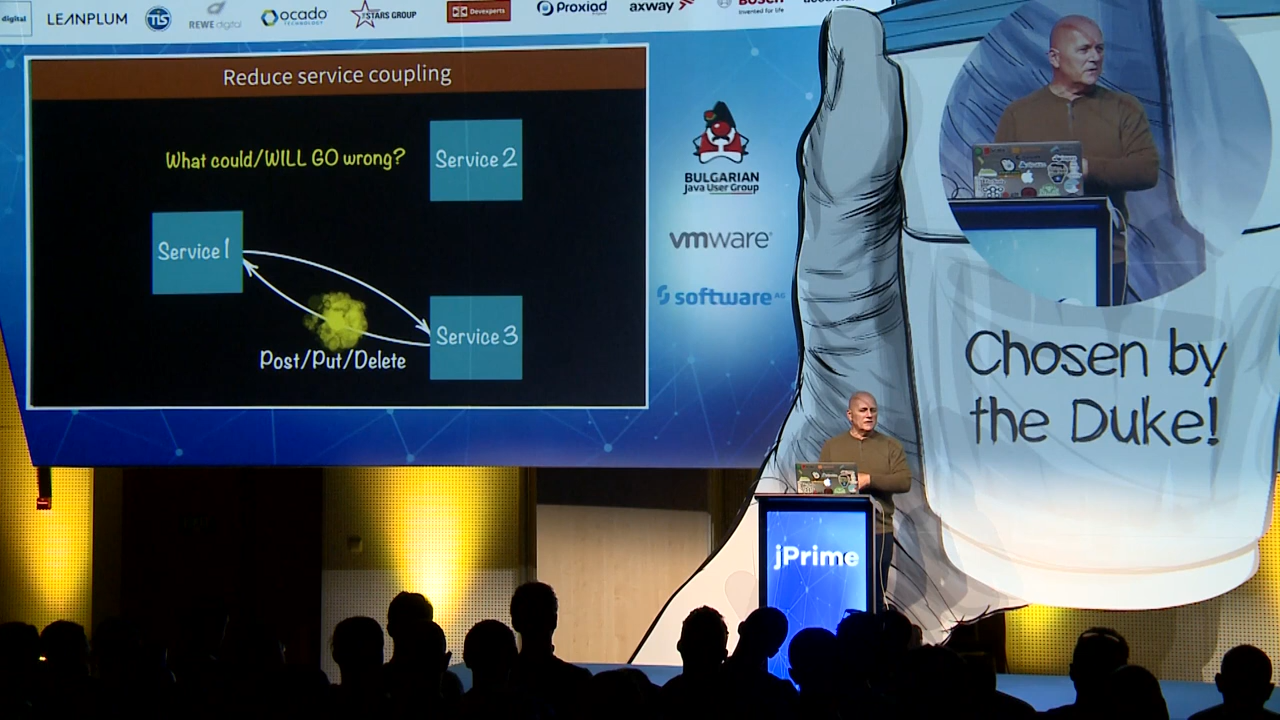 digital
LEANPLUM
TIS
REWE digital
ocado
TECHNOLOGY
THE STARS GROUP
Devexperts
Proxiad
axway
BOSCH
Invented for life
Reduce service coupling
What could/WILL GO wrong?
Service 2
Service 1
Service 3
Post/Put/Delete
BULGARIAN
Java User Group
vmware
software AG
Chosen by
the Duke!
jPrime